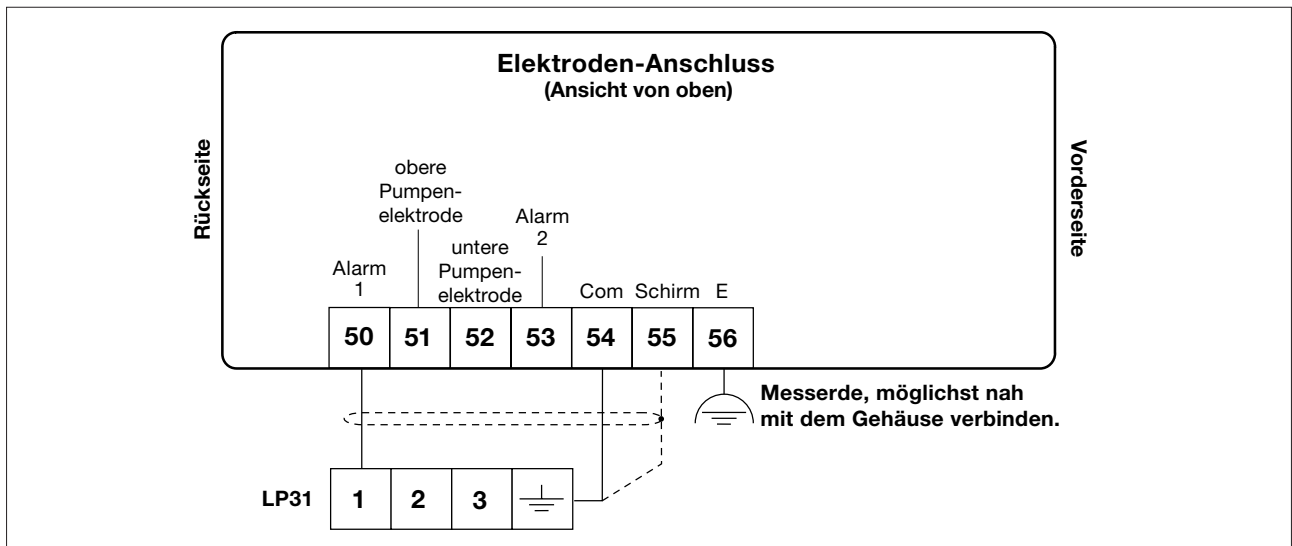 Elektroden-Anschluss
(Ansicht von oben)
Rückseite
Vorderseite
obere
Pumpen-
elektrode
Alarm
2
untere
Pumpen-
elektrode
Alarm
1
Com Schirm E
50 51 52 53 54 55 56
Messerde, möglichst nah
mit dem Gehäuse verbinden.
LP31 1 2 3